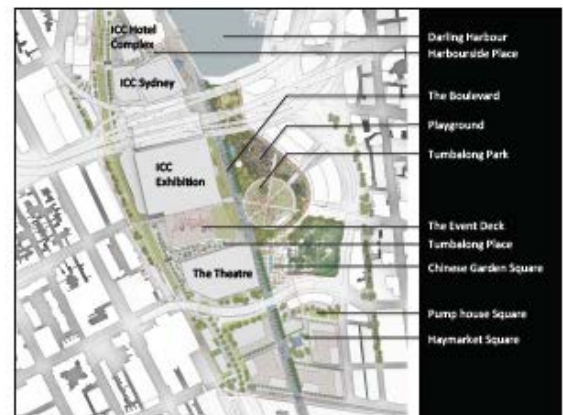 ICC Hotel
Complex
ICC Sydney
ICC
Exhibition
The Theatre
Darling Harbour
Harbourside Place
The Boulevard
Playground
Tumbalong Park
The Event Deck
Tumbalong Place
Chinese Garden Square
Pump house Square
Haymarket Square